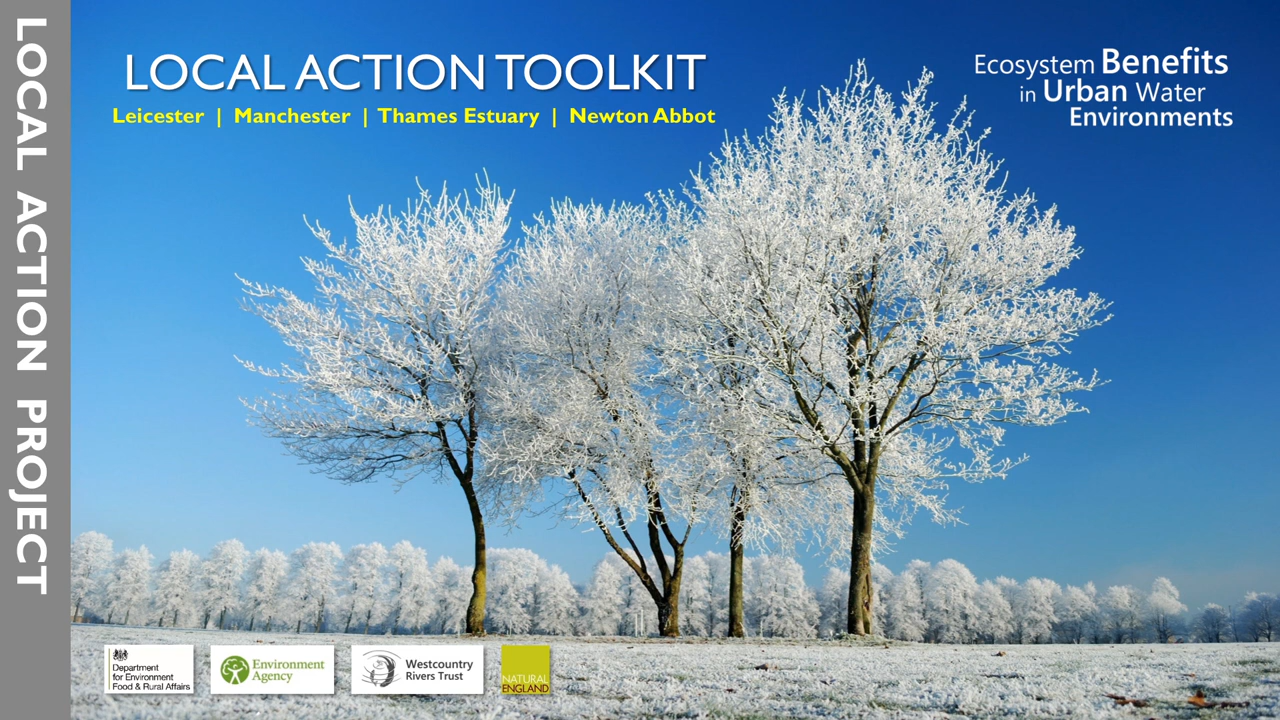 LOCAL ACTION PROJECT
LOCAL ACTION TOOLKIT
Leicester | Manchester | Thames Estuary | Newton Abbot
Ecosystem Benefits
in Urban Water
Environments
Department
for Environment
Food & Rural Affairs
Environment
Agency
Westcountry
Rivers Trust
NATURAL
ENGLAND